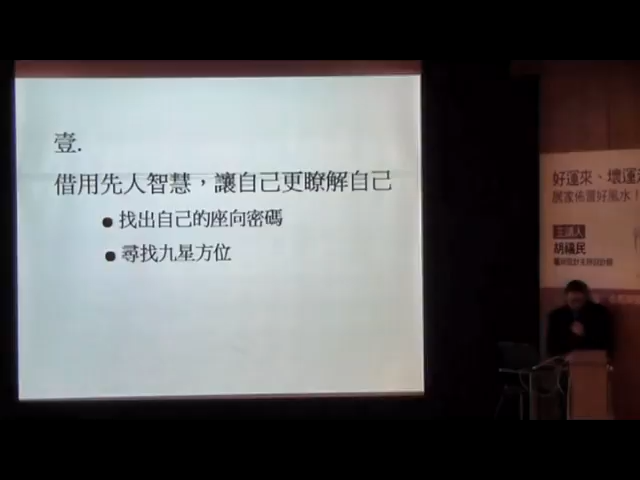 壹.
借用先人智慧，讓自己更瞭解自己
● 找出自己的座向密碼
● 尋找九星方位
好運來、壞運
居家佈置好風水！
主講人
胡福民